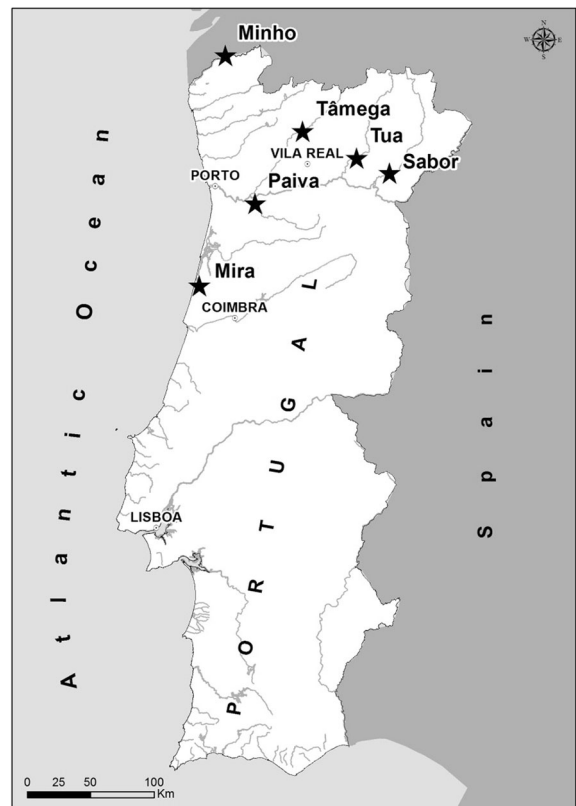 Minho
N
W E
S
Tâmega
Tua
VILA REAL
Sabor
PORTO
Paiva
Mira
COIMBRA
LISBOA
PORTUGAL
Atlantic Ocean
Spain
0 25 50 100
Km